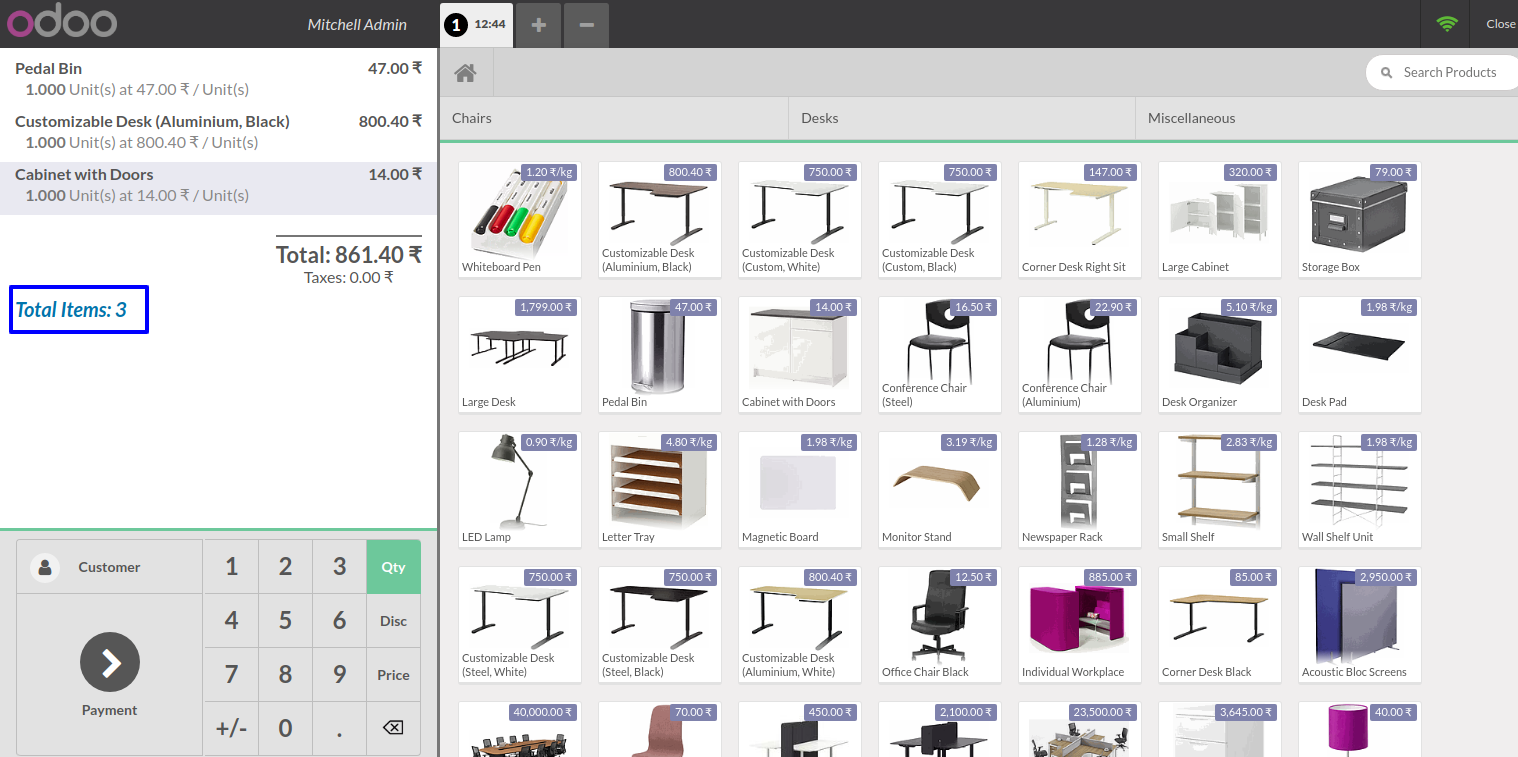 odoo
Mitchell Admin
1 12:44
Close
Pedal Bin 47.00 ₹
1.000 Unit(s) at 47.00 ₹ / Unit(s)
Customizable Desk (Aluminium, Black) 800.40 ₹
1.000 Unit(s) at 800.40 ₹ / Unit(s)
Cabinet with Doors 14.00 ₹
1.000 Unit(s) at 14.00 ₹ / Unit(s)
Total: 861.40 ₹
Taxes: 0.00 ₹
Total Items: 3
Customer
Payment
1 2 3 Qty
4 5 6 Disc
7 8 9 Price
+/- 0 .
Search Products
Chairs Desks Miscellaneous
1.20 ₹/kg
Whiteboard Pen
800.40 ₹
Customizable Desk
(Aluminium, Black)
750.00 ₹
Customizable Desk
(Custom, White)
750.00 ₹
Customizable Desk
(Custom, Black)
147.00 ₹
Corner Desk Right Sit
320.00 ₹
Large Cabinet
79.00 ₹
Storage Box
1,799.00 ₹
Large Desk
47.00 ₹
Pedal Bin
14.00 ₹
Cabinet with Doors
16.50 ₹
Conference Chair
(Steel)
22.90 ₹
Conference Chair
(Aluminium)
5.10 ₹/kg
Desk Organizer
1.98 ₹/kg
Desk Pad
0.90 ₹/kg
LED Lamp
4.80 ₹/kg
Letter Tray
1.98 ₹/kg
Magnetic Board
3.19 ₹/kg
Monitor Stand
1.28 ₹/kg
Newspaper Rack
2.83 ₹/kg
Small Shelf
1.98 ₹/kg
Wall Shelf Unit
750.00 ₹
Customizable Desk
(Steel, White)
750.00 ₹
Customizable Desk
(Steel, Black)
800.40 ₹
Customizable Desk
(Aluminium, White)
12.50 ₹
Office Chair Black
885.00 ₹
Individual Workplace
85.00 ₹
Corner Desk Black
2,950.00 ₹
Acoustic Bloc Screens
40,000.00 ₹
70.00 ₹
450.00 ₹
2,100.00 ₹
23,500.00 ₹
3,645.00 ₹
40.00 ₹